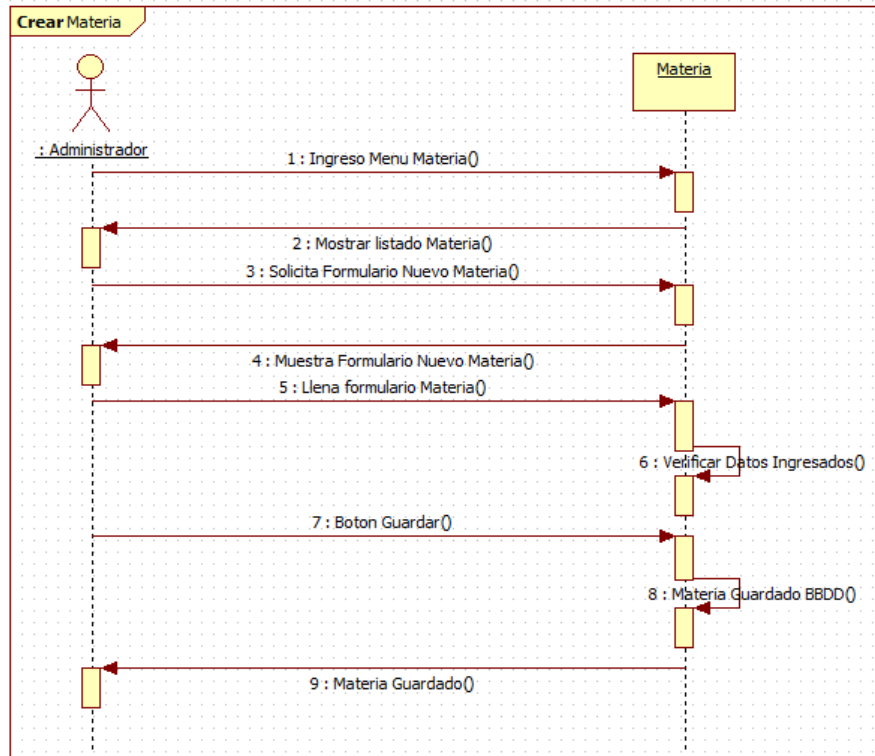 Crear Materia
Materia
: Administrador
1 : Ingreso Menu Materia()
2 : Mostrar listado Materia()
3 : Solicita Formulario Nuevo Materia()
4 : Muestra Formulario Nuevo Materia()
5 : Llena formulario Materia()
6 : Verificar Datos Ingresados()
7 : Boton Guardar()
8 : Materia Guardado BBDD()
9 : Materia Guardado()